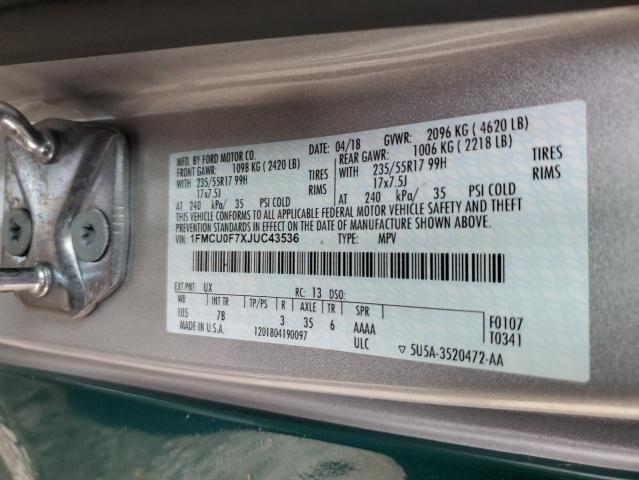 MFD. BY FORD MOTOR CO.
DATE: 04/18 GVWR: 2096 KG ( 4620 LB)
FRONT GAWR: 1098 KG ( 2420 LB)
REAR GAWR: 1006 KG ( 2218 LB)
WITH 235/55R17 99H TIRES
17x7.5J RIMS
WITH 235/55R17 99H TIRES
17x7.5J RIMS
AT 240 kPa/ 35 PSI COLD
AT 240 kPa/ 35 PSI COLD
THIS VEHICLE CONFORMS TO ALL APPLICABLE FEDERAL MOTOR VEHICLE SAFETY AND THEFT
PREVENTION STANDARDS IN EFFECT ON THE DATE OF MANUFACTURE SHOWN ABOVE.
VIN: 1FMCU0F7XJUC43536 TYPE: MPV
EXT PNT: UX RC: 13 DSO:
WB INT TR TP/PS R AXLE TR SPR
105 7B 3 35 6 AAAA F0107
MADE IN U.S.A. 1201804190097 ULC T0341
▽ 5U5A-3520472-AA